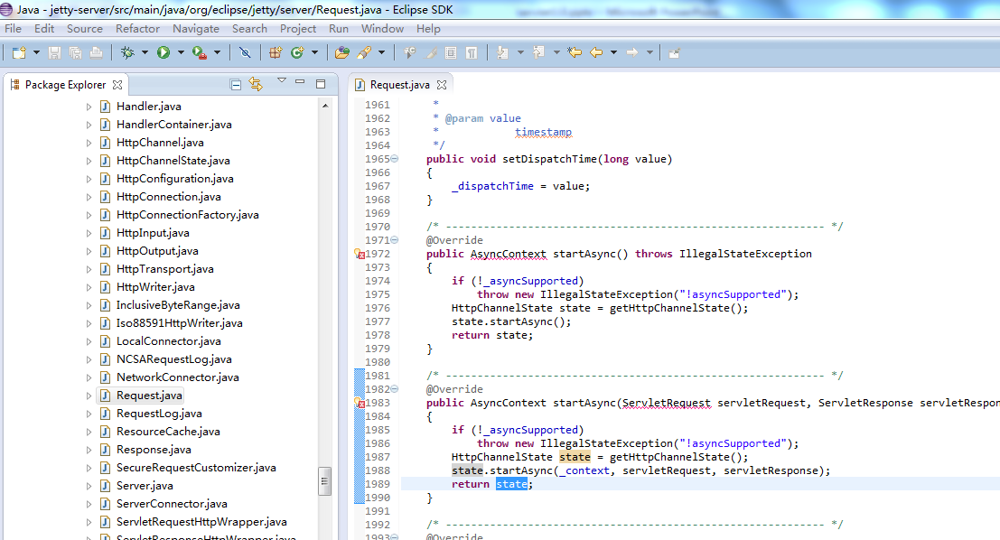 Java - jetty-server/src/main/java/org/eclipse/jetty/server/Request.java - Eclipse SDK
File Edit Source Refactor Navigate Search Project Run Window Help
Package Explorer
Handler.java
HandlerContainer.java
HttpChannel.java
HttpChannelState.java
HttpConfiguration.java
HttpConnection.java
HttpConnectionFactory.java
HttpInput.java
HttpOutput.java
HttpTransport.java
HttpWriter.java
InclusiveByteRange.java
Iso88591HttpWriter.java
LocalConnector.java
NCSARequestLog.java
NetworkConnector.java
Request.java
RequestLog.java
ResourceCache.java
Response.java
SecureRequestCustomizer.java
Server.java
ServerConnector.java
ServletRequestHttpWrapper.java
ServletResponseHttpWrapper.java
Request.java
1961 *
1962 * @param value
1963 * timestamp
1964 */
1965 public void setDispatchTime(long value)
1966 {
1967 _dispatchTime = value;
1968 }
1969
1970 /* ------------------------------------------------------------ */
1971 @Override
1972 public AsyncContext startAsync() throws IllegalStateException
1973 {
1974 if (!_asyncSupported)
1975 throw new IllegalStateException("!asyncSupported");
1976 HttpChannelState state = getHttpChannelState();
1977 state.startAsync();
1978 return state;
1979 }
1980
1981 /* ------------------------------------------------------------ */
1982 @Override
1983 public AsyncContext startAsync(ServletRequest servletRequest, ServletResponse servletRespon
1984 {
1985 if (!_asyncSupported)
1986 throw new IllegalStateException("!asyncSupported");
1987 HttpChannelState state = getHttpChannelState();
1988 state.startAsync(_context, servletRequest, servletResponse);
1989 return state;
1990 }
1991
1992 /* ------------------------------------------------------------ */
1993 @Override